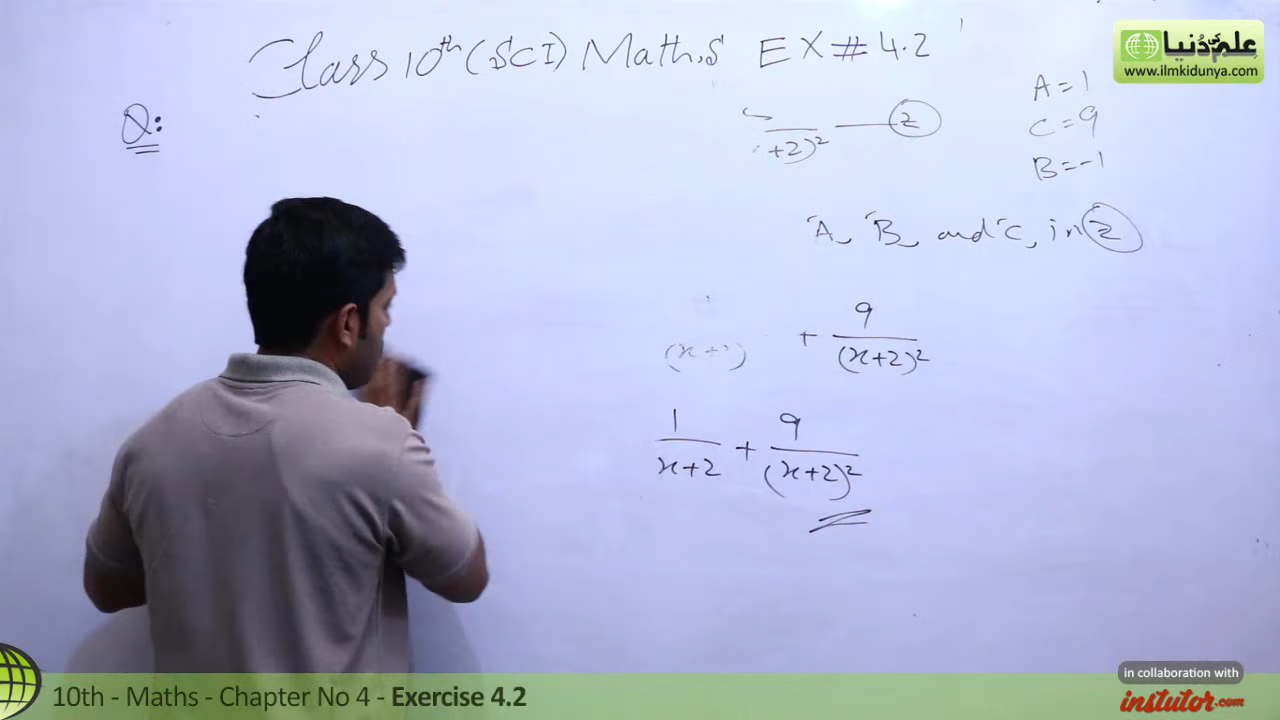 Class 10th (SCI) Maths EX # 4.2
علم کی دنیا
www.ilmkidunya.com
Q:
+2)² — 2
A = 1
C = 9
B = -1
A, B, and C, in 2
(x+2) + 9/(x+2)²
1/(x+2) + 9/(x+2)²
in collaboration with
instutor.com
10th - Maths - Chapter No 4 - Exercise 4.2